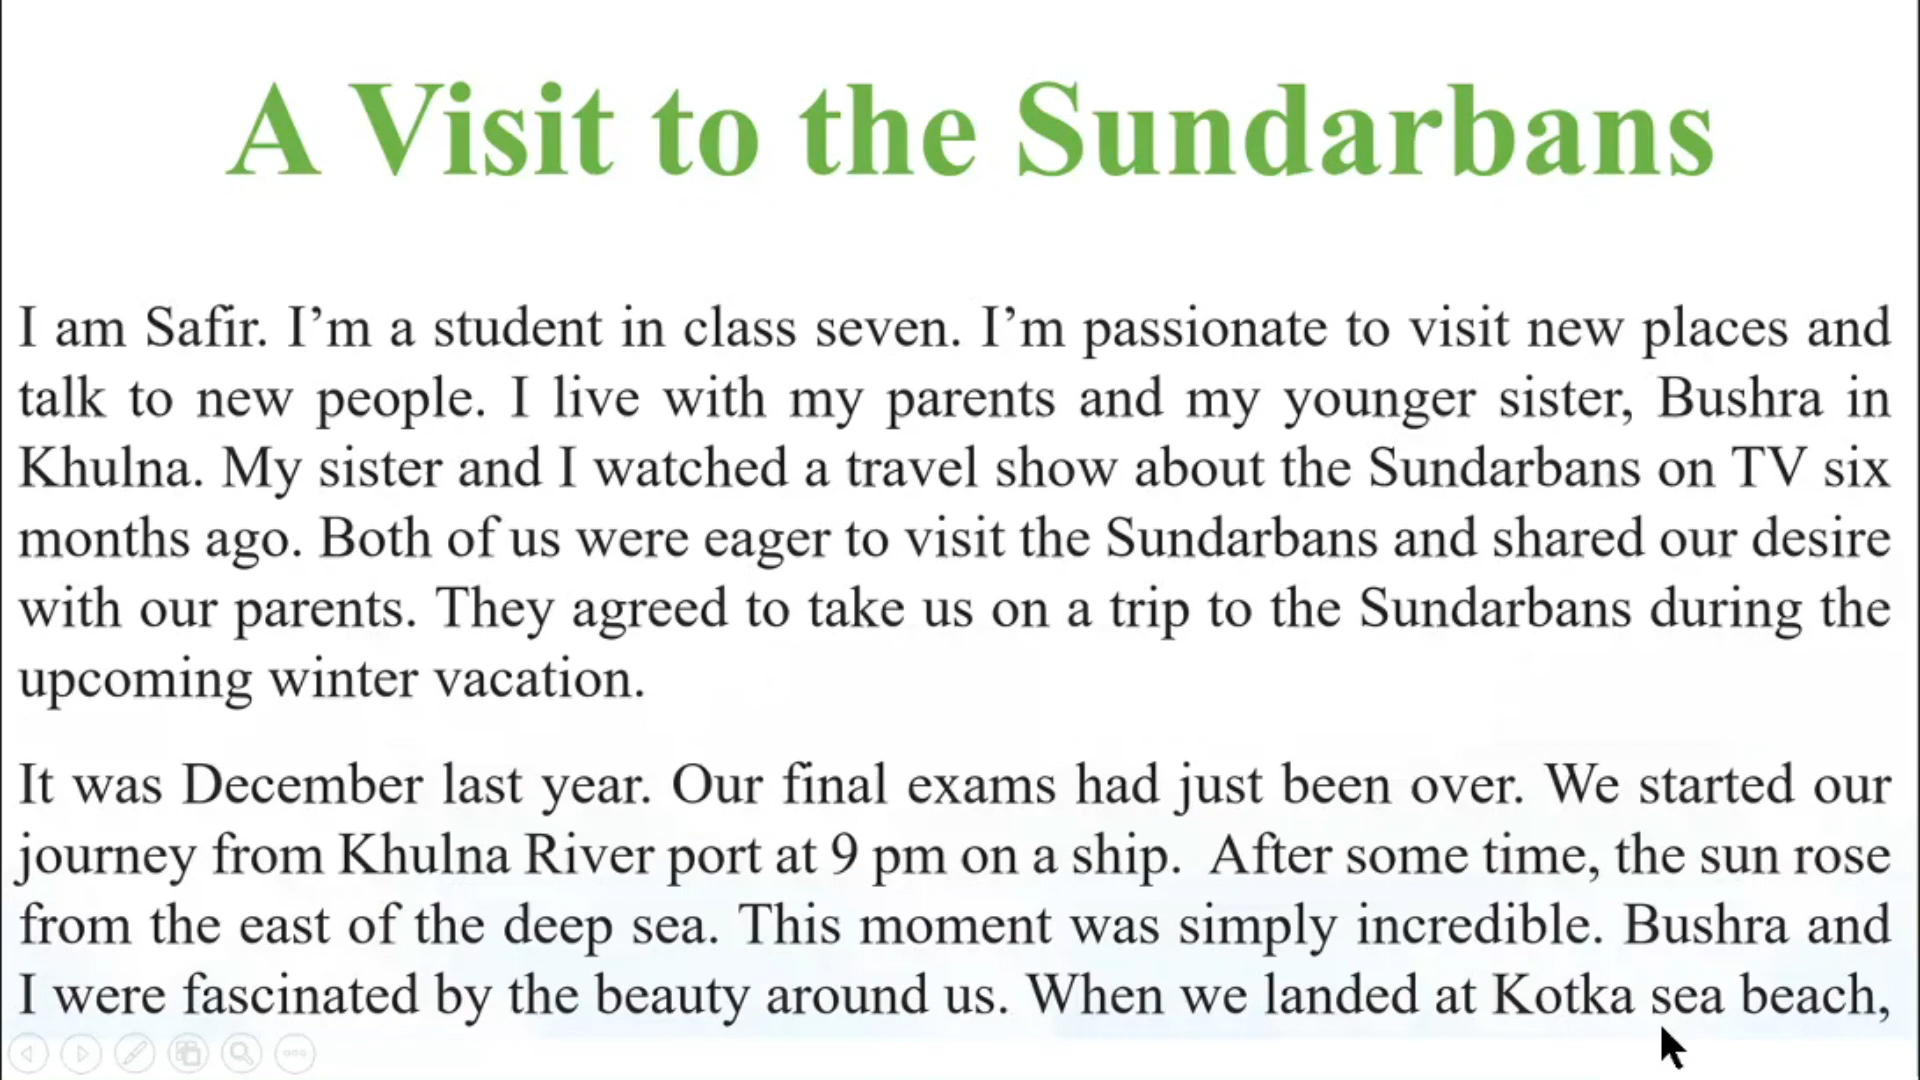 A Visit to the Sundarbans
I am Safir. I’m a student in class seven. I’m passionate to visit new places and
talk to new people. I live with my parents and my younger sister, Bushra in
Khulna. My sister and I watched a travel show about the Sundarbans on TV six
months ago. Both of us were eager to visit the Sundarbans and shared our desire
with our parents. They agreed to take us on a trip to the Sundarbans during the
upcoming winter vacation.
It was December last year. Our final exams had just been over. We started our
journey from Khulna River port at 9 pm on a ship.  After some time, the sun rose
from the east of the deep sea. This moment was simply incredible. Bushra and
I were fascinated by the beauty around us. When we landed at Kotka sea beach,